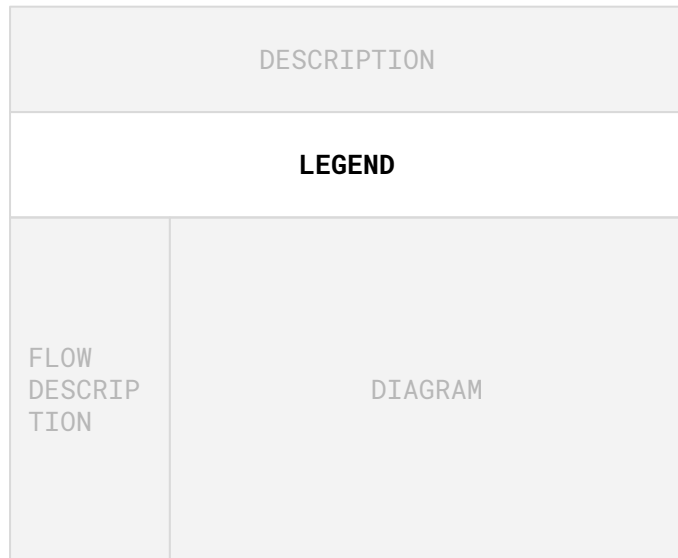 DESCRIPTION
LEGEND
FLOW
DESCRIP
TION
DIAGRAM